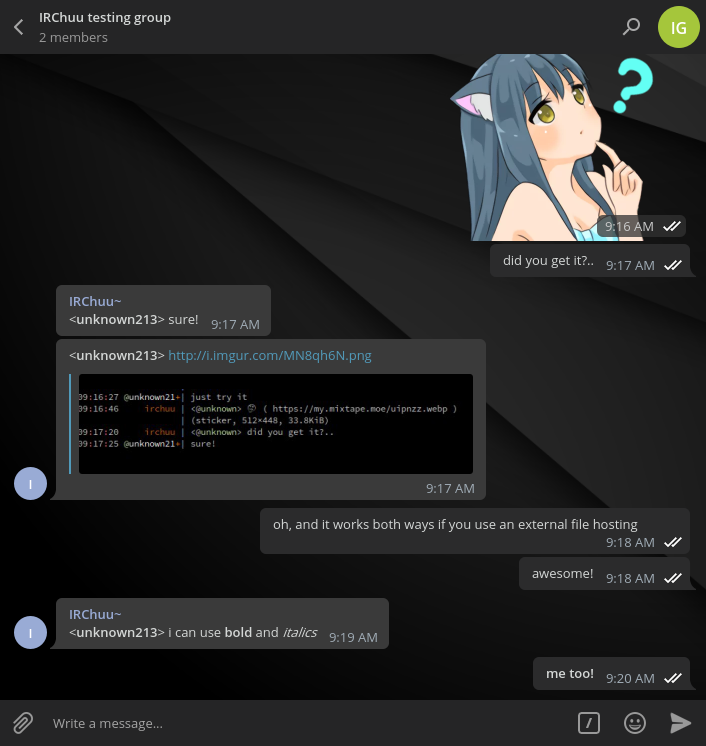 IRChuu testing group
2 members
IG
?
9:16 AM
did you get it?.. 9:17 AM
IRChuu~
<unknown213> sure! 9:17 AM
<unknown213> http://i.imgur.com/MN8qh6N.png
09:16:27 @unknown21+| just try it
09:16:46 irchuu | <@unknown> 🤔 ( https://my.mixtape.moe/uipnzz.webp )
| (sticker, 512×448, 33.8KiB)
09:17:20 irchuu | <@unknown> did you get it?..
09:17:25 @unknown21+| sure!
I
9:17 AM
oh, and it works both ways if you use an external file hosting
9:18 AM
awesome! 9:18 AM
IRChuu~
I
<unknown213> i can use bold and italics 9:19 AM
me too! 9:20 AM
Write a message...
/